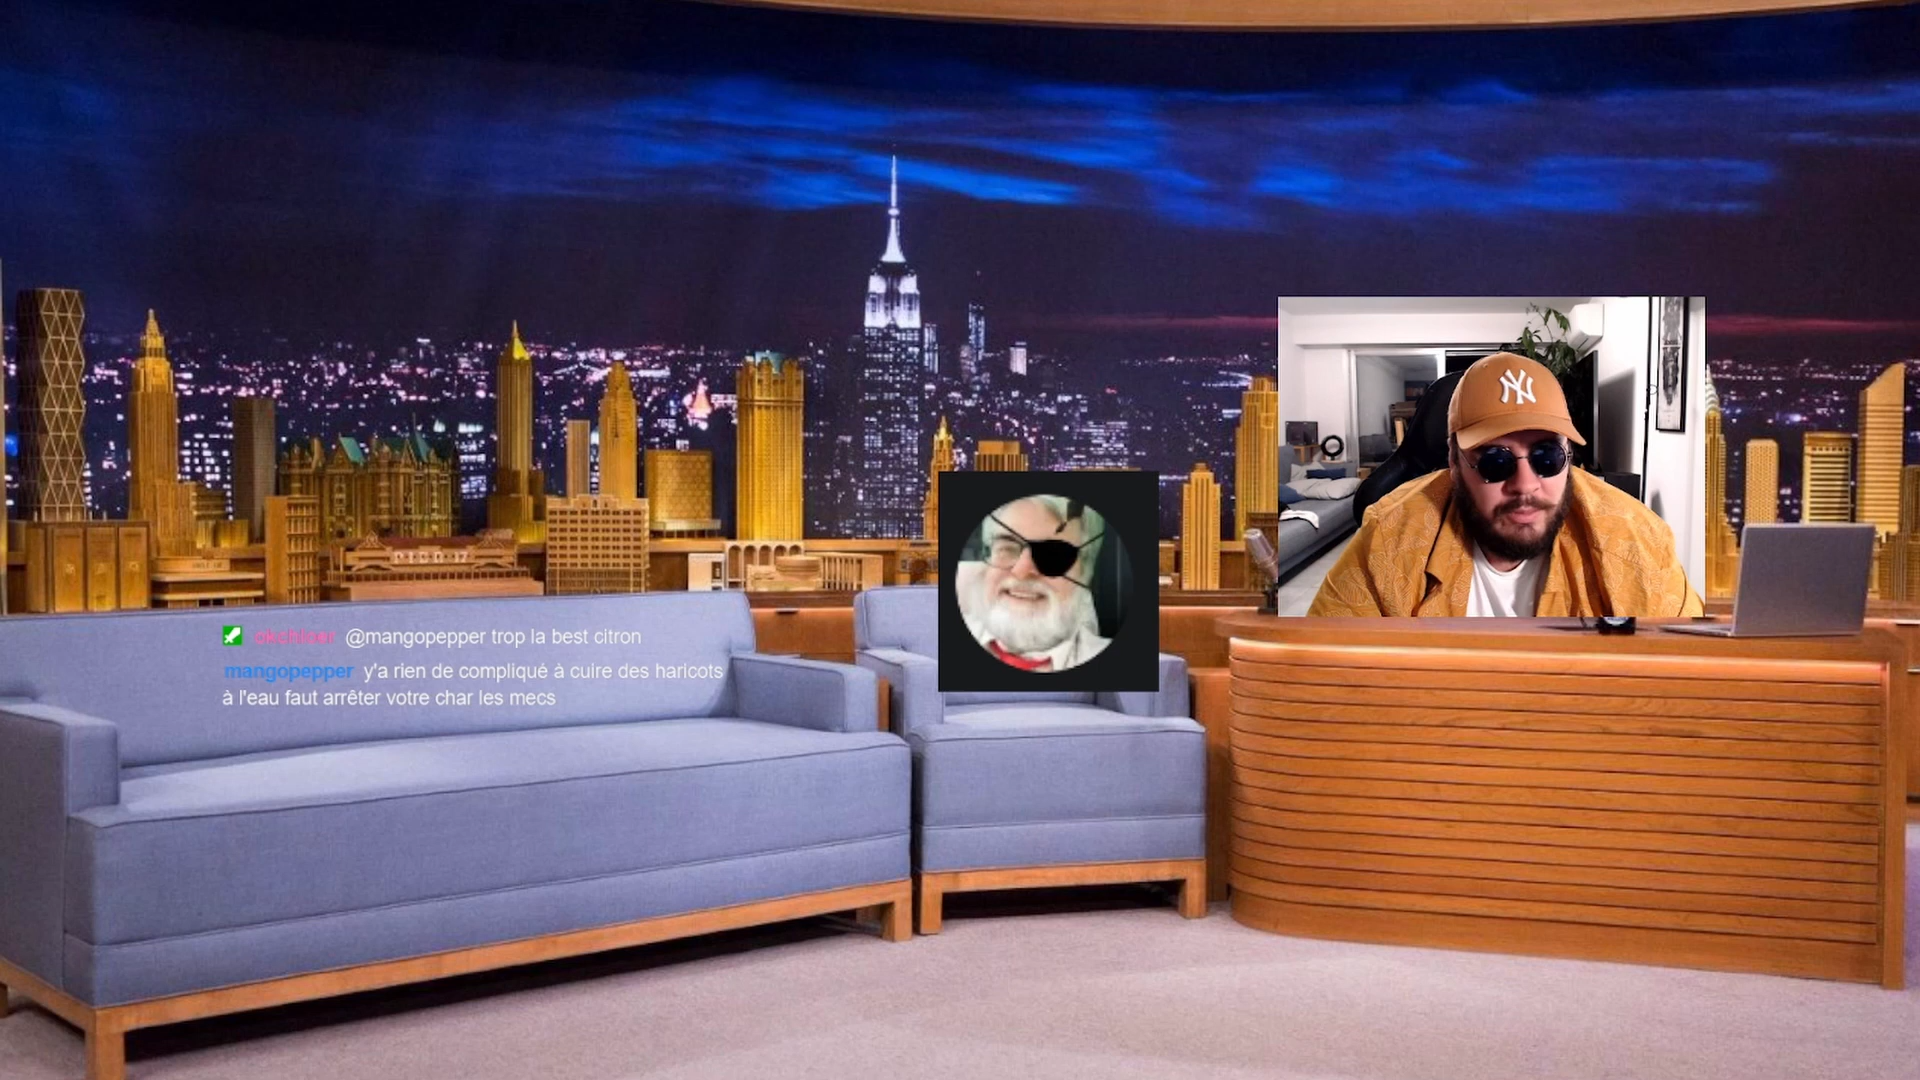 NY
@mangopepper trop la best citron
mangopepper y'a rien de compliqué à cuire des haricots
à l'eau faut arrêter votre char les mecs